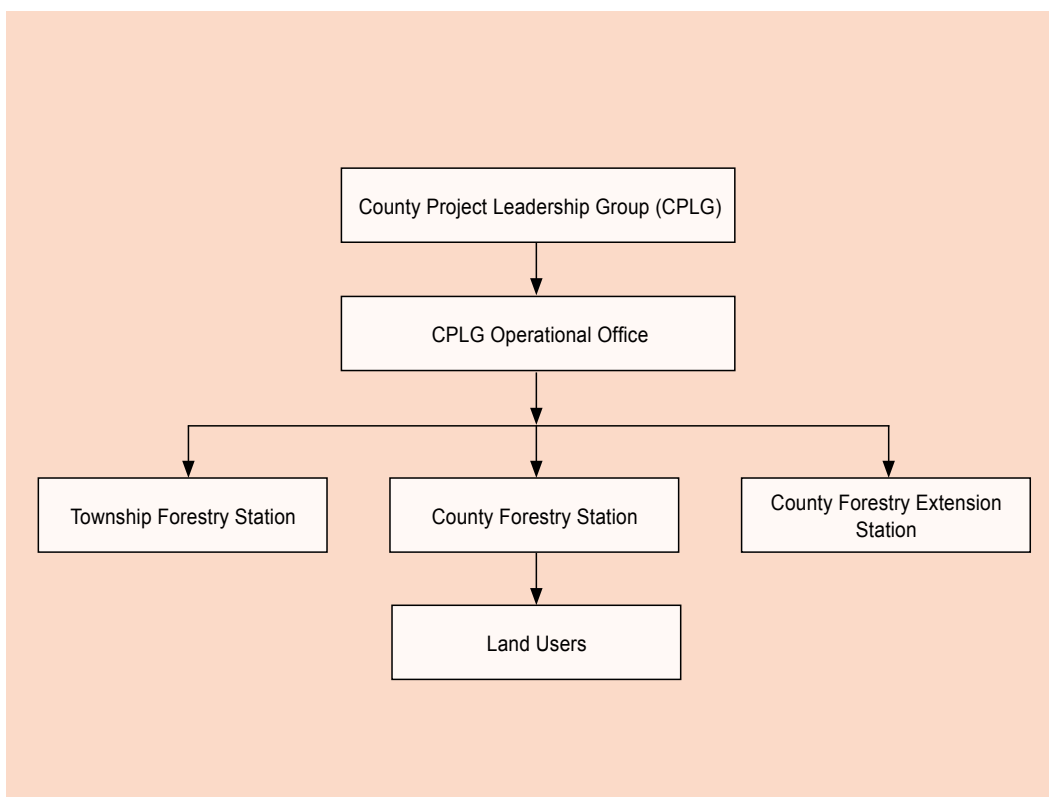 County Project Leadership Group (CPLG)
CPLG Operational Office
Township Forestry Station
County Forestry Station
County Forestry Extension
Station
Land Users